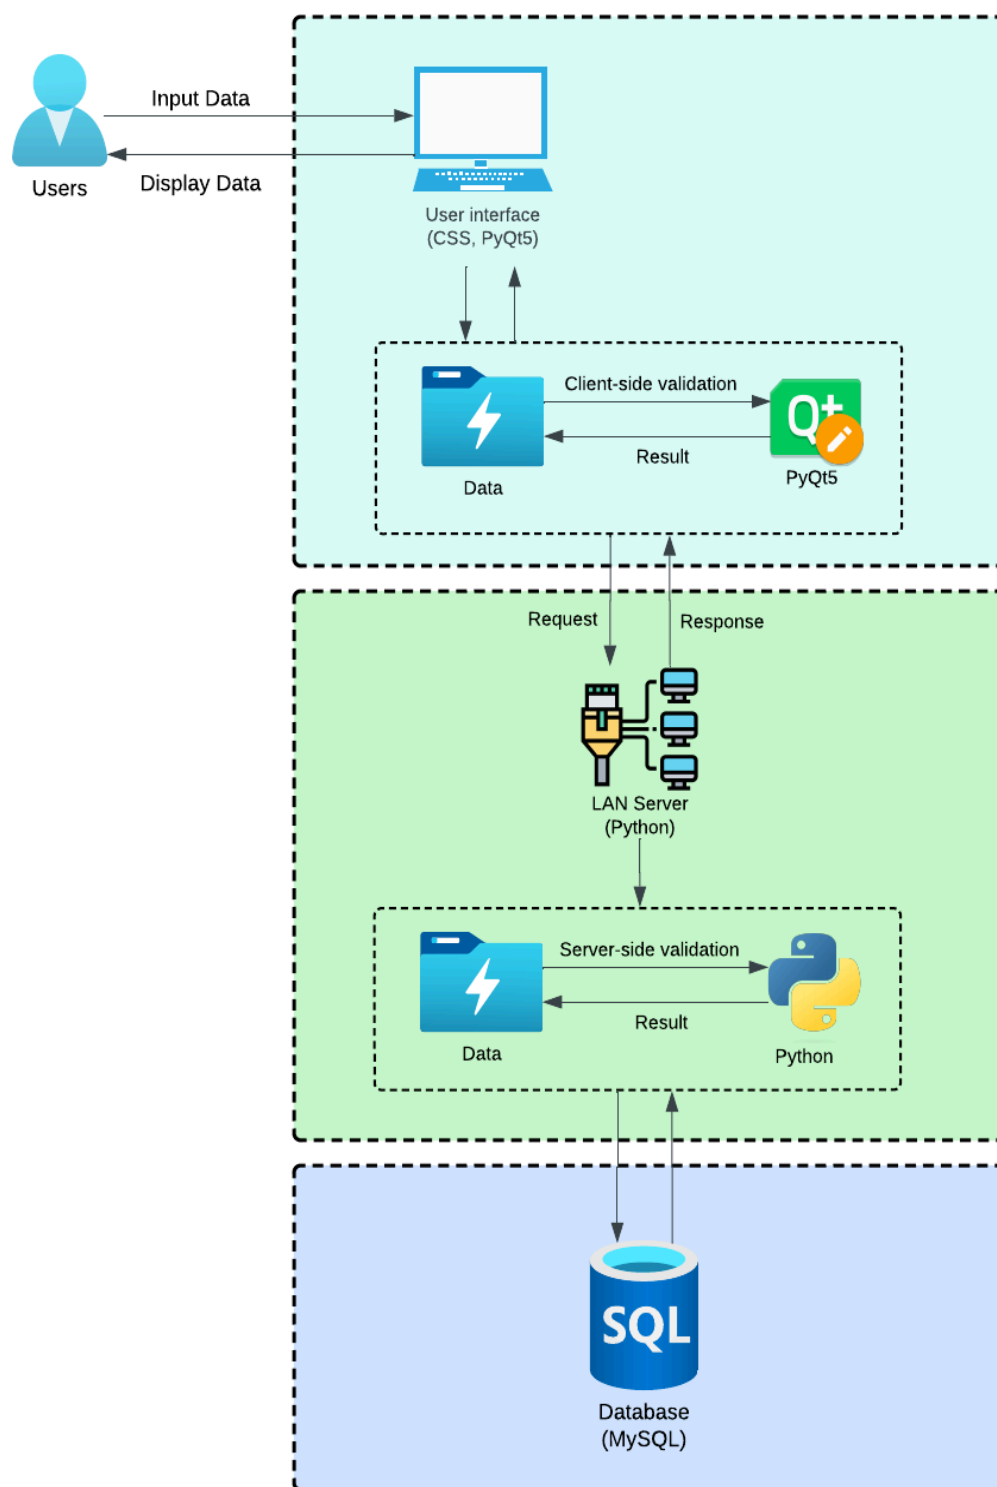 Input Data
Display Data
Users
User interface
(CSS, PyQt5)
Client-side validation
Qt
Result
Data
PyQt5
Request
Response
LAN Server
(Python)
Server-side validation
Result
Data
Python
SQL
Database
(MySQL)